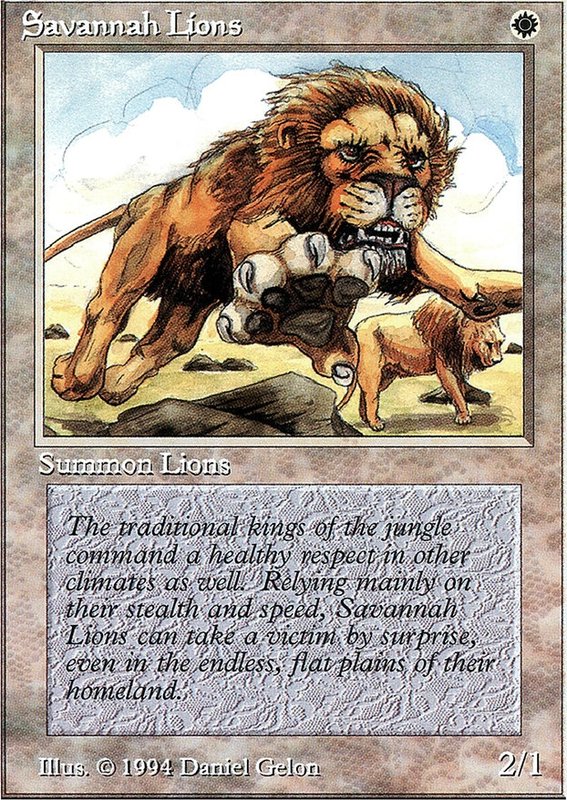 Savannah Lions
Summon Lions
The traditional kings of the jungle
command a healthy respect in other
climates as well. Relying mainly on
their stealth and speed, Savannah
Lions can take a victim by surprise,
even in the endless, flat plains of their
homeland.
Illus. © 1994 Daniel Gelon
2/1